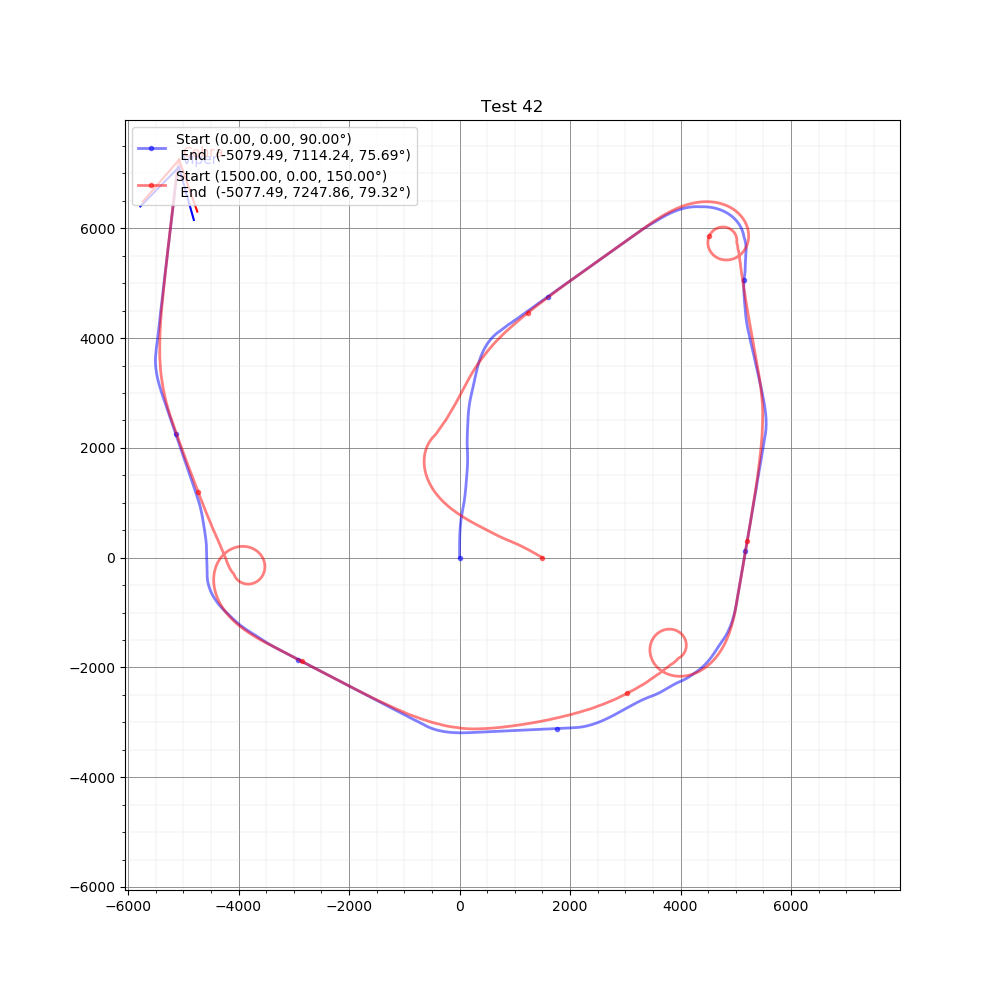 Test 42
Start (0.00, 0.00, 90.00°)
End (-5079.49, 7114.24, 75.69°)
Start (1500.00, 0.00, 150.00°)
End (-5077.49, 7247.86, 79.32°)
6000
4000
2000
0
−2000
−4000
−6000
−6000 −4000 −2000 0 2000 4000 6000